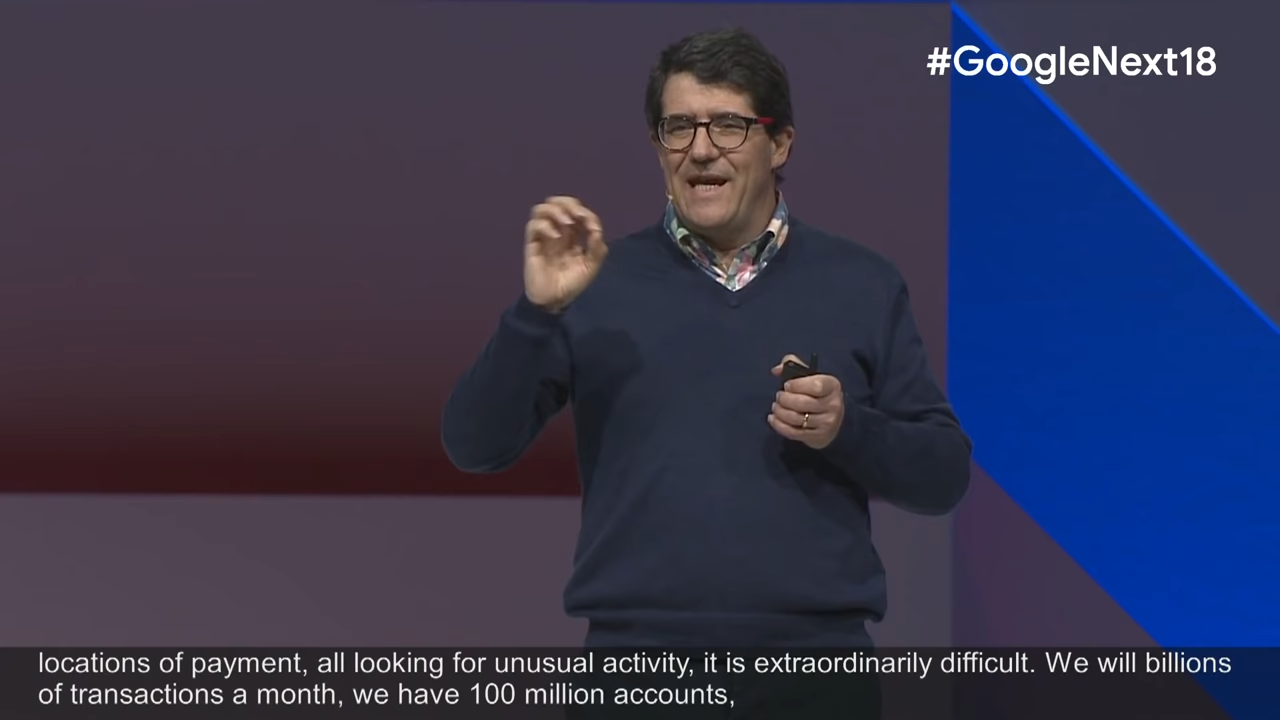 #GoogleNext18
locations of payment, all looking for unusual activity, it is extraordinarily difficult. We will billions
of transactions a month, we have 100 million accounts,